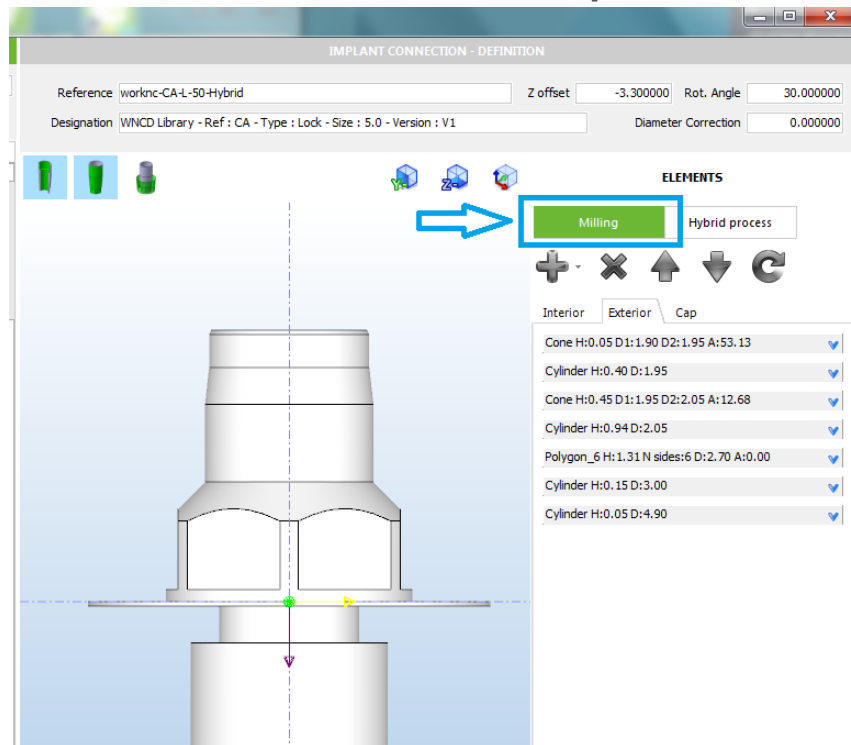 IMPLANT CONNECTION - DEFINITION
Reference worknc-CA-L-50-Hybrid Z offset -3.300000 Rot. Angle 30.000000
Designation WNCD Library - Ref : CA - Type : Lock - Size : 5.0 - Version : V1 Diameter Correction 0.000000
Y- Z-
ELEMENTS
Milling Hybrid process
Interior Exterior Cap
Cone H:0.05 D1:1.90 D2:1.95 A:53.13
Cylinder H:0.40 D:1.95
Cone H:0.45 D1:1.95 D2:2.05 A:12.68
Cylinder H:0.94 D:2.05
Polygon_6 H:1.31 N sides:6 D:2.70 A:0.00
Cylinder H:0.15 D:3.00
Cylinder H:0.05 D:4.90